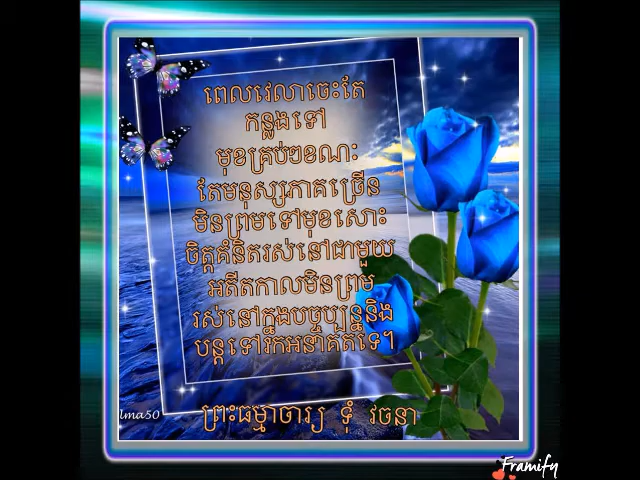 ពេលវេលាចេះតែ
កន្លងទៅ
មុខគ្រប់ៗខណៈ
តែមនុស្សភាគច្រើន
មិនព្រមទៅមុខសោះ
ចិត្តគំនិតរស់នៅជាមួយ
អតីតកាលមិនព្រម
រស់នៅក្នុងបច្ចុប្បន្ននិង
បន្តទៅរកអនាគតទេ។
ព្រះធម្មាចារ្យ ទុំ វចនា
lma50
Framify